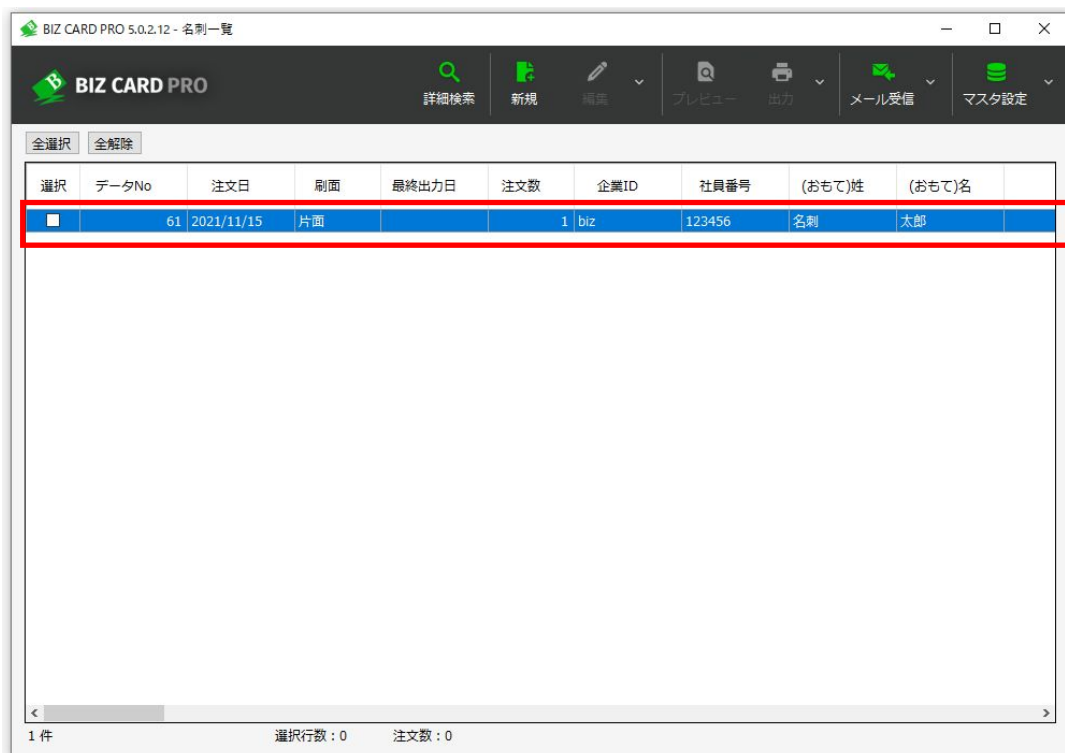 BIZ CARD PRO 5.0.2.12 - 名刺一覧
BIZ CARD PRO
詳細検索 新規 編集 プレビュー 出力 メール受信 マスタ設定
全選択 全解除
選択 データNo 注文日 刷面 最終出力日 注文数 企業ID 社員番号 (おもて)姓 (おもて)名
61 2021/11/15 片面 1 biz 123456 名刺 太郎
1 件 選択行数：0 注文数：0